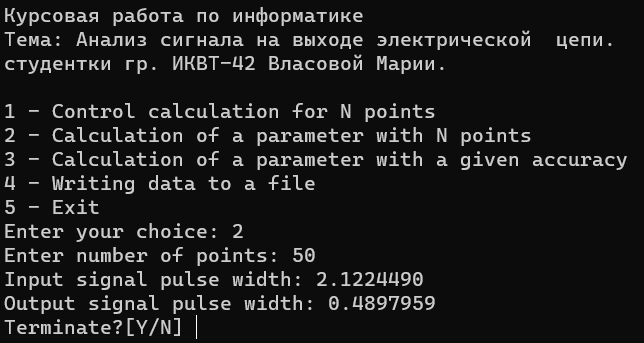 Курсовая работа по информатике
Тема: Анализ сигнала на выходе электрической  цепи.
студентки гр. ИКВТ-42 Власовой Марии.

1 - Control calculation for N points
2 - Calculation of a parameter with N points
3 - Calculation of a parameter with a given accuracy
4 - Writing data to a file
5 - Exit
Enter your choice: 2
Enter number of points: 50
Input signal pulse width: 2.1224490
Output signal pulse width: 0.4897959
Terminate?[Y/N]